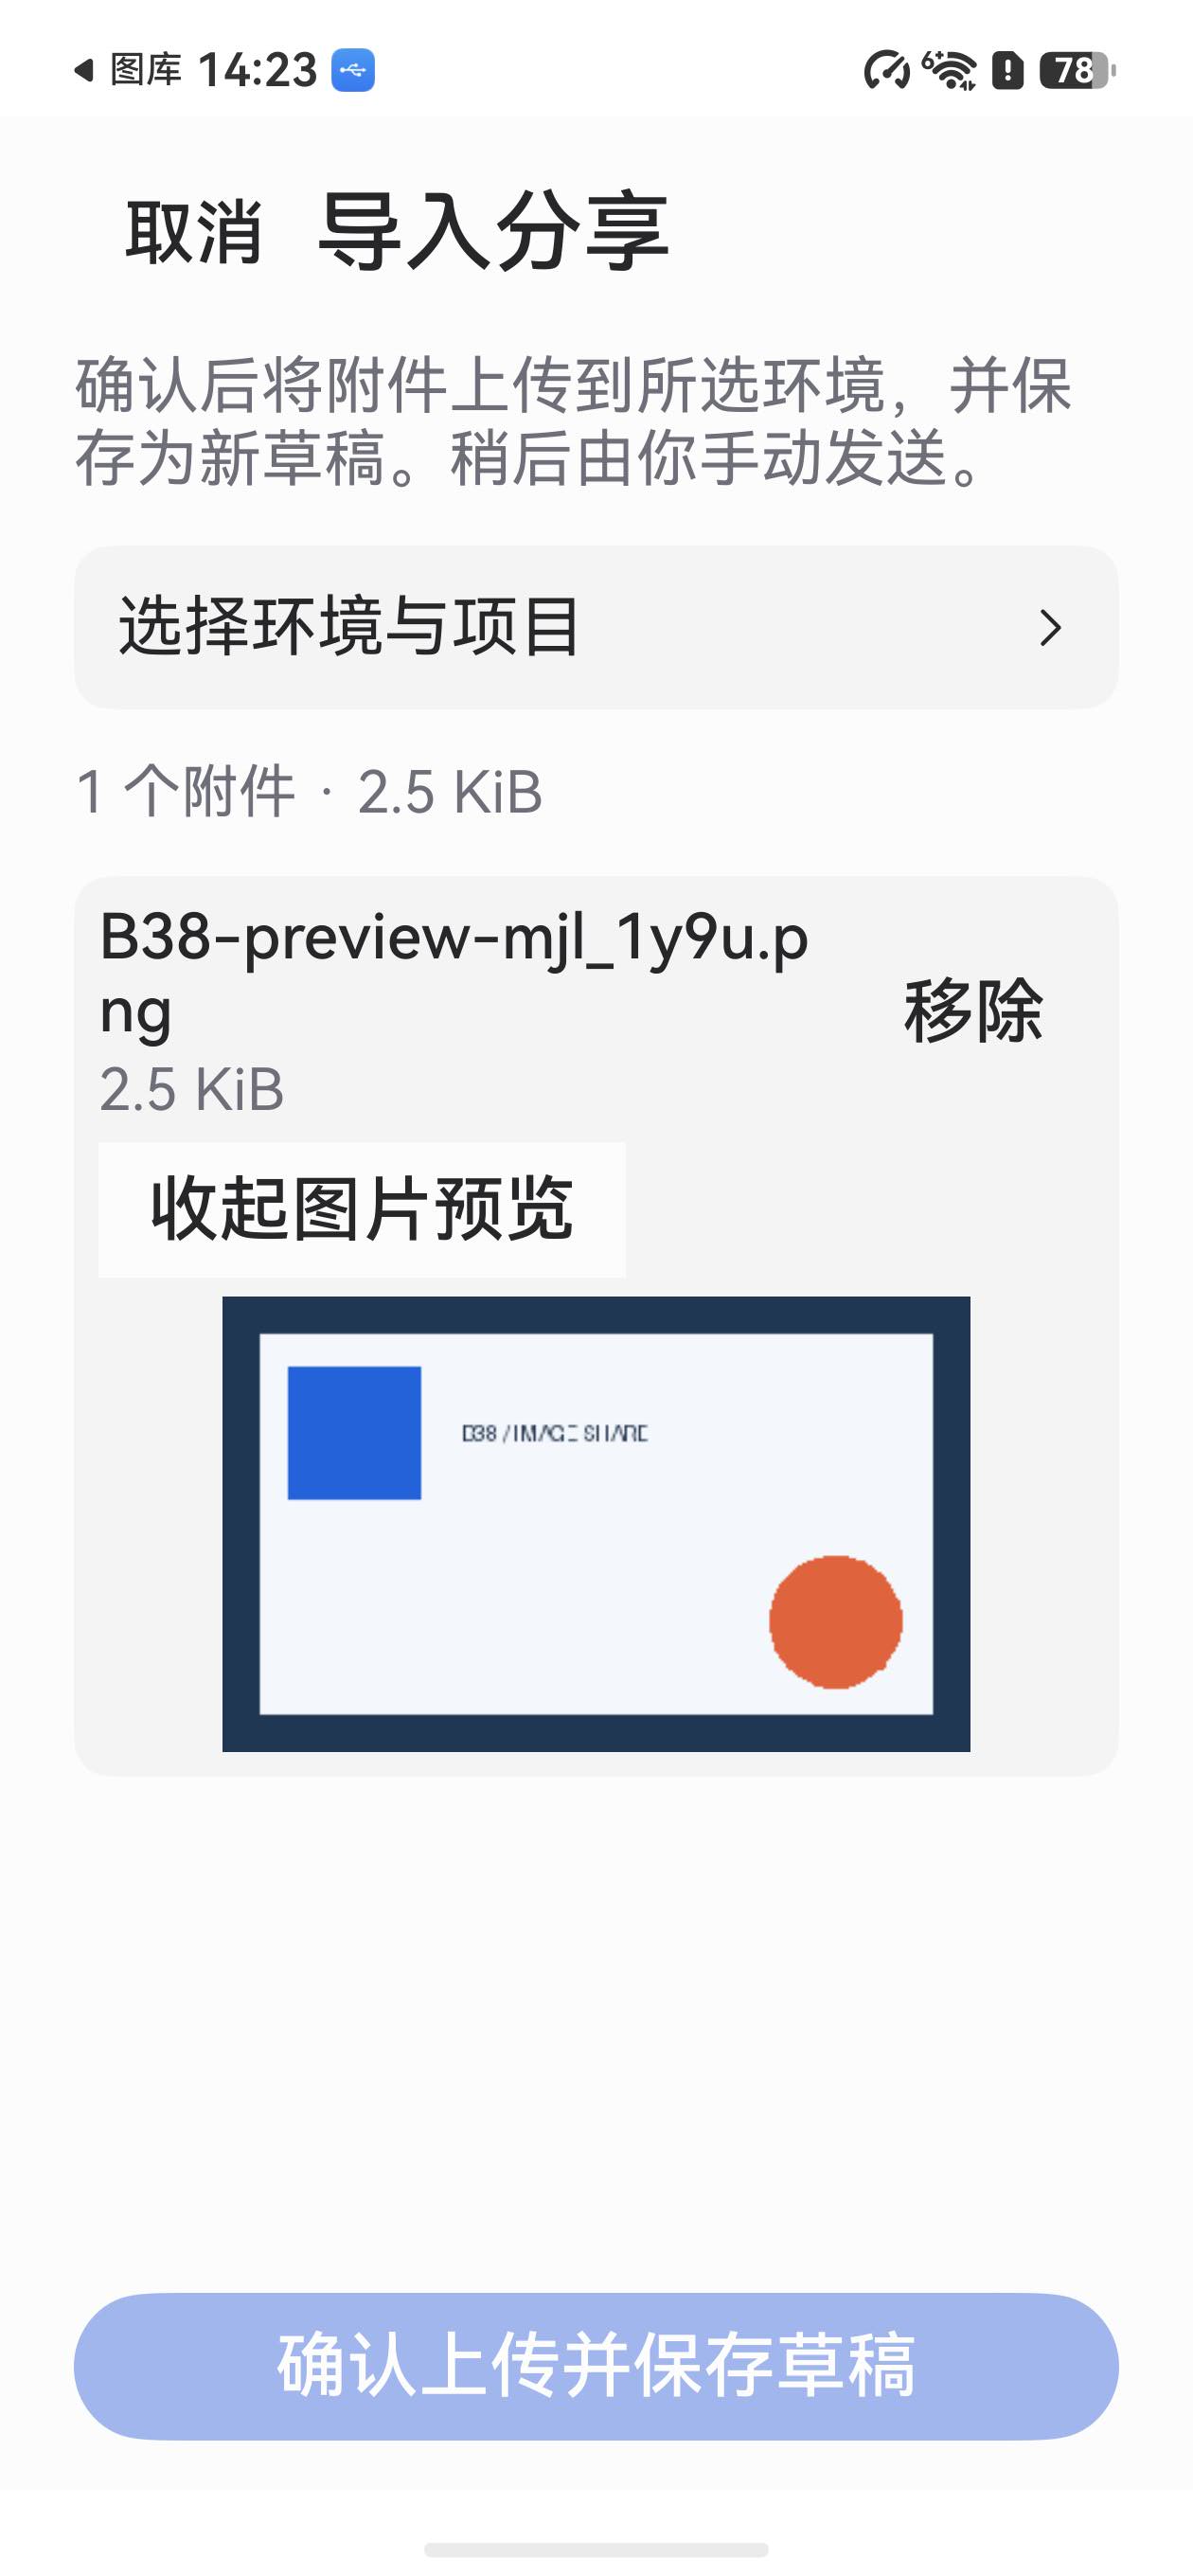 图库 14:23
78
取消 导入分享
确认后将附件上传到所选环境，并保
存为新草稿。稍后由你手动发送。
选择环境与项目
1 个附件 · 2.5 KiB
B38-preview-mjl_1y9u.p
ng
移除
2.5 KiB
收起图片预览
B38 / IMAGE SHARE
确认上传并保存草稿